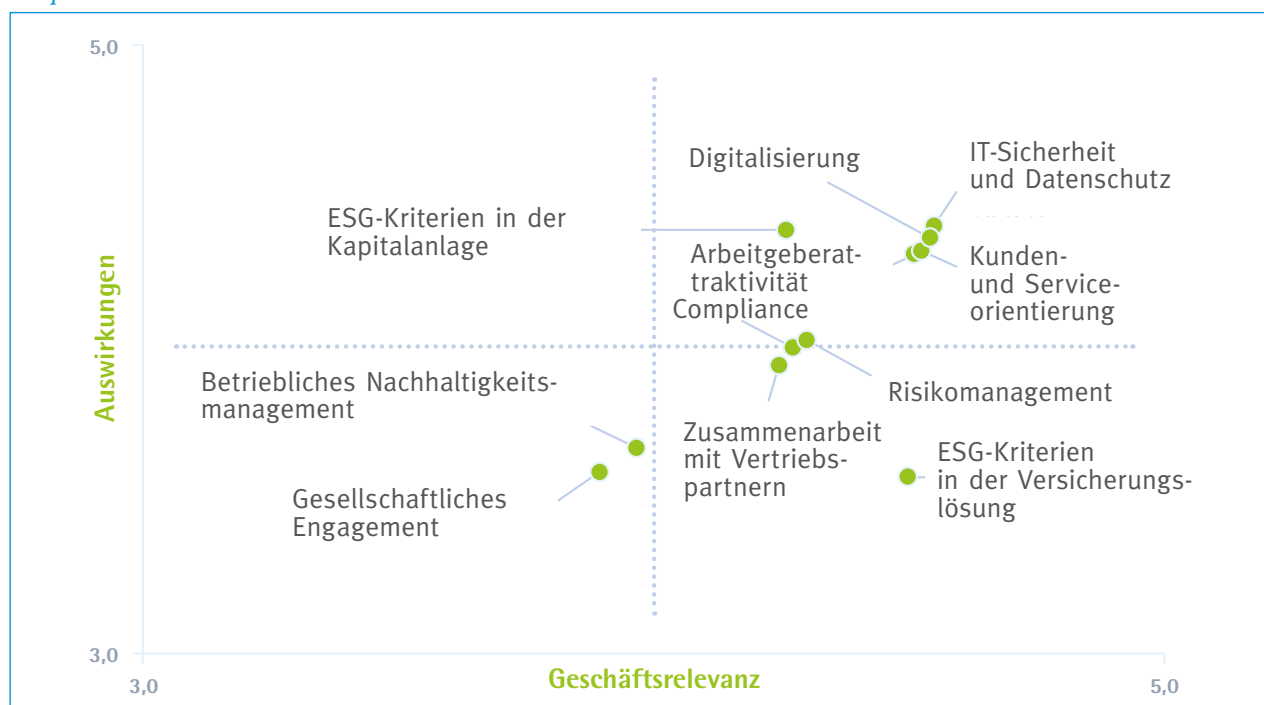 5,0
Digitalisierung
IT-Sicherheit
und Datenschutz
ESG-Kriterien in der
Kapitalanlage
Arbeitgeberat-
traktivität
Kunden-
und Service-
orientierung
Compliance
Auswirkungen
Betriebliches Nachhaltigkeits-
management
Risikomanagement
Zusammenarbeit
mit Vertriebs-
partnern
ESG-Kriterien
in der Versicherungs-
lösung
Gesellschaftliches
Engagement
3,0
3,0
Geschäftsrelevanz
5,0